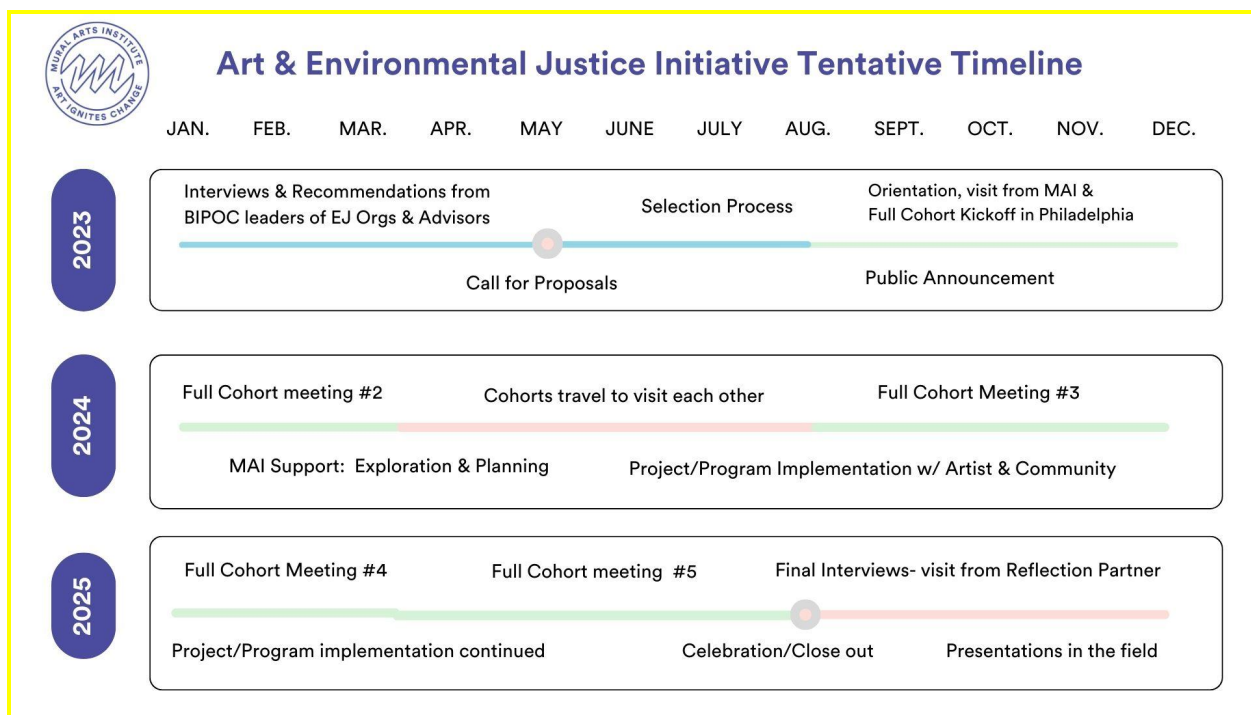 MURAL ARTS INSTITUTE
ART IGNITES CHANGE
Art & Environmental Justice Initiative Tentative Timeline
JAN. FEB. MAR. APR. MAY JUNE JULY AUG. SEPT. OCT. NOV. DEC.
2023
Interviews & Recommendations from
BIPOC leaders of EJ Orgs & Advisors
Selection Process
Orientation, visit from MAI &
Full Cohort Kickoff in Philadelphia
Call for Proposals
Public Announcement
2024
Full Cohort meeting #2
Cohorts travel to visit each other
Full Cohort Meeting #3
MAI Support: Exploration & Planning
Project/Program Implementation w/ Artist & Community
2025
Full Cohort Meeting #4
Full Cohort meeting #5
Final Interviews- visit from Reflection Partner
Project/Program implementation continued
Celebration/Close out
Presentations in the field